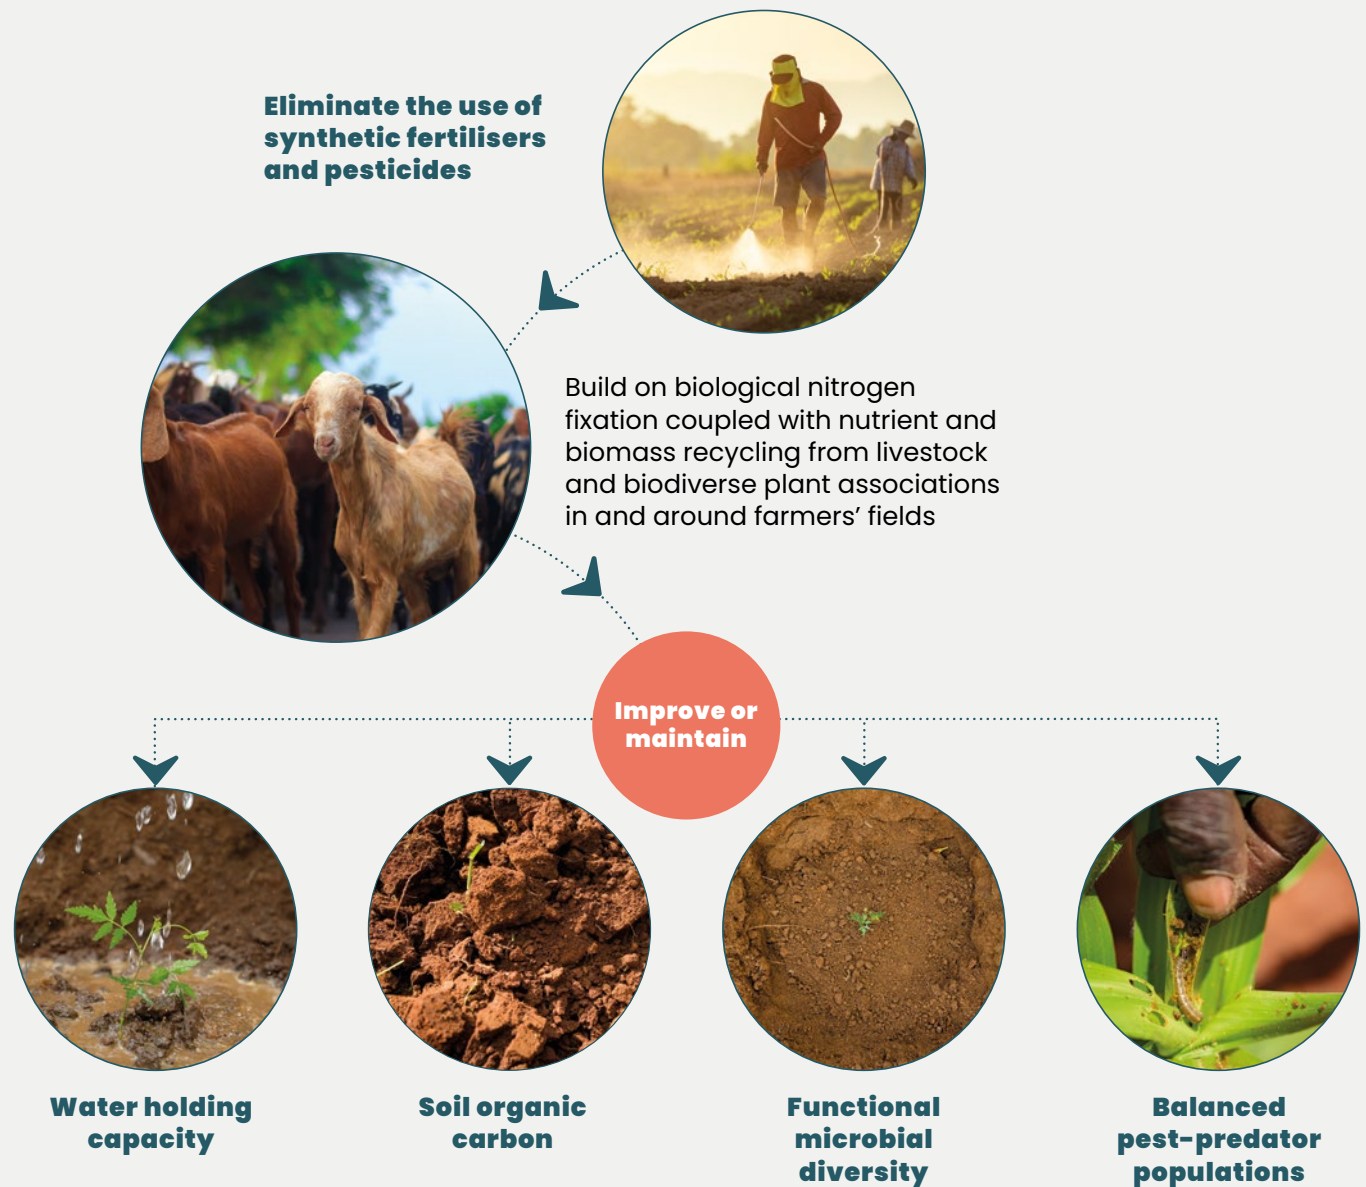 Eliminate the use of
synthetic fertilisers
and pesticides
Build on biological nitrogen
fixation coupled with nutrient and
biomass recycling from livestock
and biodiverse plant associations
in and around farmers’ fields
Improve or
maintain
Water holding
capacity
Soil organic
carbon
Functional
microbial
diversity
Balanced
pest-predator
populations